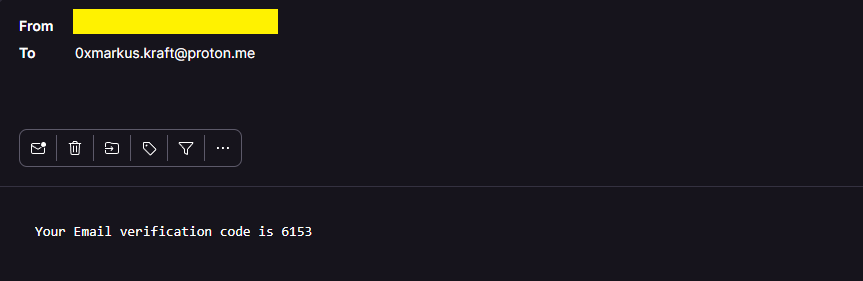 From
To 0xmarkus.kraft@proton.me
Your Email verification code is 6153